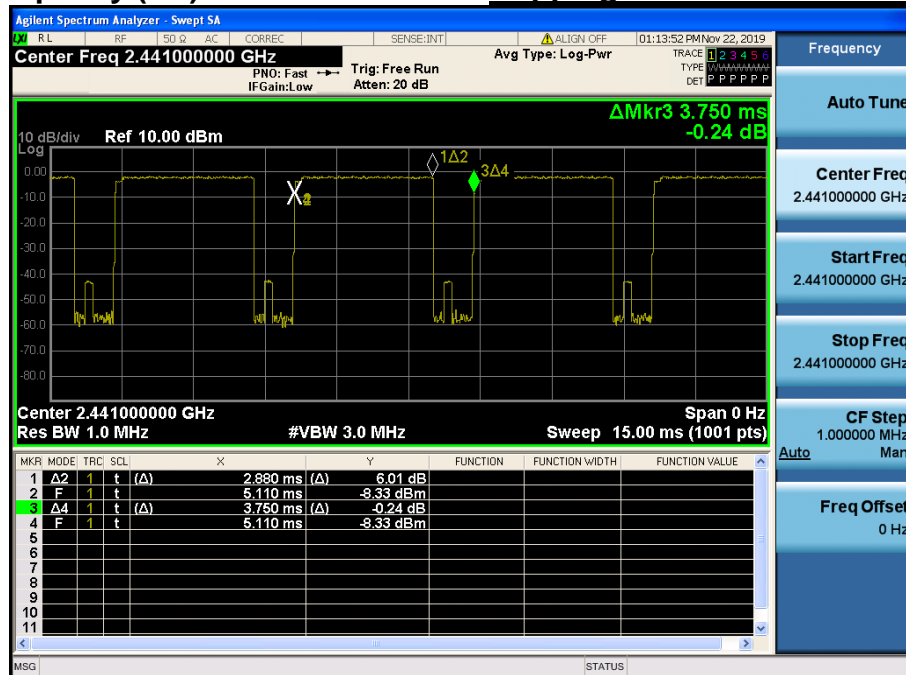 Agilent Spectrum Analyzer - Swept SA
LXI RL RF 50 Ω AC CORREC SENSE:INT ALIGN OFF 01:13:52 PM Nov 22, 2019
Center Freq 2.441000000 GHz
PNO: Fast
IFGain:Low
Trig: Free Run
Atten: 20 dB
Avg Type: Log-Pwr
TRACE 1 2 3 4 5 6
TYPE WWWWWW
DET P P P P P P
ΔMkr3 3.750 ms
-0.24 dB
10 dB/div Ref 10.00 dBm
Log
1Δ2
3Δ4
0.00
-10.0
-20.0
-30.0
-40.0
-50.0
-60.0
-70.0
-80.0
Center 2.441000000 GHz Span 0 Hz
Res BW 1.0 MHz #VBW 3.0 MHz Sweep 15.00 ms (1001 pts)
MKR MODE TRC SCL X Y FUNCTION FUNCTION WIDTH FUNCTION VALUE
1 Δ2 1 t (Δ) 2.880 ms (Δ) 6.01 dB
2 F 1 t 5.110 ms -8.33 dBm
3 Δ4 1 t (Δ) 3.750 ms (Δ) -0.24 dB
4 F 1 t 5.110 ms -8.33 dBm
5
6
7
8
9
10
11
MSG STATUS
Frequency
Auto Tune
Center Freq
2.441000000 GHz
Start Freq
2.441000000 GHz
Stop Freq
2.441000000 GHz
CF Step
1.000000 MHz
Auto Man
Freq Offset
0 Hz